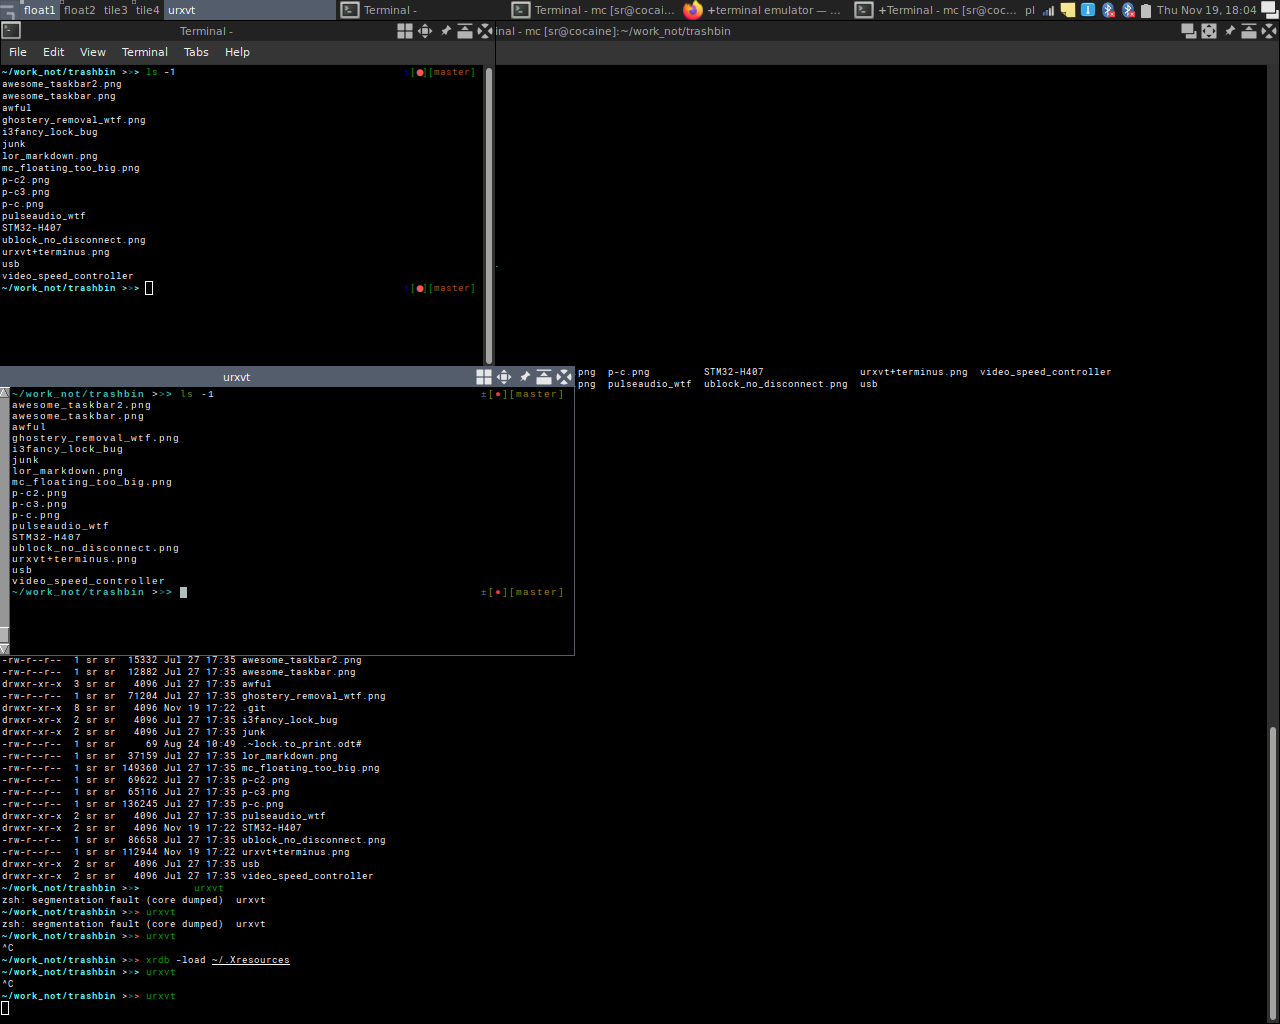 float1 float2 tile3 tile4 urxvt Terminal - Terminal - mc [sr@cocai... +terminal emulator — ... +Terminal - mc [sr@coc... pl Thu Nov 19, 18:04
Terminal -
inal - mc [sr@cocaine]:~/work_not/trashbin
File Edit View Terminal Tabs Help
~/work_not/trashbin >>> ls -1 [●][master]
awesome_taskbar2.png
awesome_taskbar.png
awful
ghostery_removal_wtf.png
i3fancy_lock_bug
junk
lor_markdown.png
mc_floating_too_big.png
p-c2.png
p-c3.png
p-c.png
pulseaudio_wtf
STM32-H407
ublock_no_disconnect.png
urxvt+terminus.png
usb
video_speed_controller
~/work_not/trashbin >>> [●][master]
png p-c.png STM32-H407 urxvt+terminus.png video_speed_controller
png pulseaudio_wtf ublock_no_disconnect.png usb
urxvt
~/work_not/trashbin >>> ls -1 ±[●][master]
awesome_taskbar2.png
awesome_taskbar.png
awful
ghostery_removal_wtf.png
i3fancy_lock_bug
junk
lor_markdown.png
mc_floating_too_big.png
p-c2.png
p-c3.png
p-c.png
pulseaudio_wtf
STM32-H407
ublock_no_disconnect.png
urxvt+terminus.png
usb
video_speed_controller
~/work_not/trashbin >>> ±[●][master]
-rw-r--r-- 1 sr sr 15332 Jul 27 17:35 awesome_taskbar2.png
-rw-r--r-- 1 sr sr 12882 Jul 27 17:35 awesome_taskbar.png
drwxr-xr-x 3 sr sr 4096 Jul 27 17:35 awful
-rw-r--r-- 1 sr sr 71204 Jul 27 17:35 ghostery_removal_wtf.png
drwxr-xr-x 8 sr sr 4096 Nov 19 17:22 .git
drwxr-xr-x 2 sr sr 4096 Jul 27 17:35 i3fancy_lock_bug
drwxr-xr-x 2 sr sr 4096 Jul 27 17:35 junk
-rw-r--r-- 1 sr sr 69 Aug 24 10:49 .~lock.to_print.odt#
-rw-r--r-- 1 sr sr 37159 Jul 27 17:35 lor_markdown.png
-rw-r--r-- 1 sr sr 149360 Jul 27 17:35 mc_floating_too_big.png
-rw-r--r-- 1 sr sr 69622 Jul 27 17:35 p-c2.png
-rw-r--r-- 1 sr sr 65116 Jul 27 17:35 p-c3.png
-rw-r--r-- 1 sr sr 136245 Jul 27 17:35 p-c.png
drwxr-xr-x 2 sr sr 4096 Jul 27 17:35 pulseaudio_wtf
drwxr-xr-x 2 sr sr 4096 Nov 19 17:22 STM32-H407
-rw-r--r-- 1 sr sr 86658 Jul 27 17:35 ublock_no_disconnect.png
-rw-r--r-- 1 sr sr 112944 Nov 19 17:22 urxvt+terminus.png
drwxr-xr-x 2 sr sr 4096 Jul 27 17:35 usb
drwxr-xr-x 2 sr sr 4096 Jul 27 17:35 video_speed_controller
~/work_not/trashbin >>> urxvt
zsh: segmentation fault (core dumped) urxvt
~/work_not/trashbin >>> urxvt
zsh: segmentation fault (core dumped) urxvt
~/work_not/trashbin >>> urxvt
^C
~/work_not/trashbin >>> xrdb -load ~/.Xresources
~/work_not/trashbin >>> urxvt
^C
~/work_not/trashbin >>> urxvt